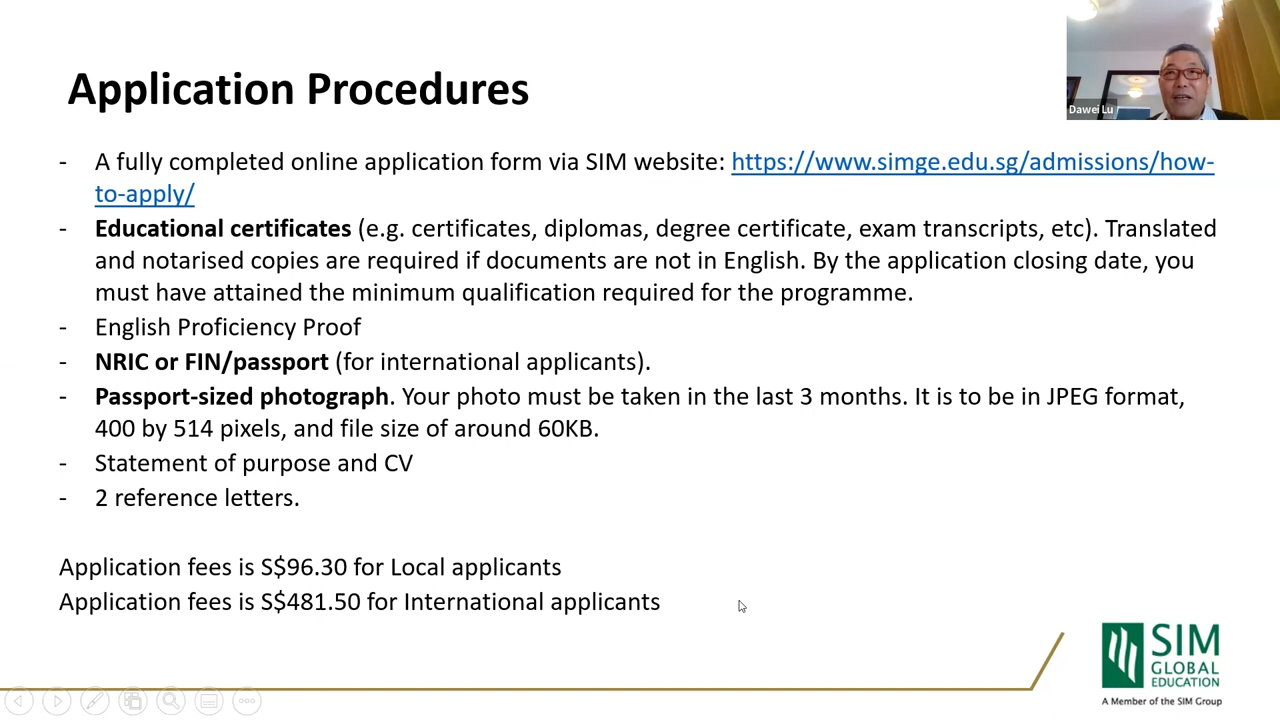 Application Procedures
Dawei Lu
- A fully completed online application form via SIM website: https://www.simge.edu.sg/admissions/how-
to-apply/
- Educational certificates (e.g. certificates, diplomas, degree certificate, exam transcripts, etc). Translated
and notarised copies are required if documents are not in English. By the application closing date, you
must have attained the minimum qualification required for the programme.
- English Proficiency Proof
- NRIC or FIN/passport (for international applicants).
- Passport-sized photograph. Your photo must be taken in the last 3 months. It is to be in JPEG format,
400 by 514 pixels, and file size of around 60KB.
- Statement of purpose and CV
- 2 reference letters.
Application fees is S$96.30 for Local applicants
Application fees is S$481.50 for International applicants
SIM
GLOBAL
EDUCATION
A Member of the SIM Group